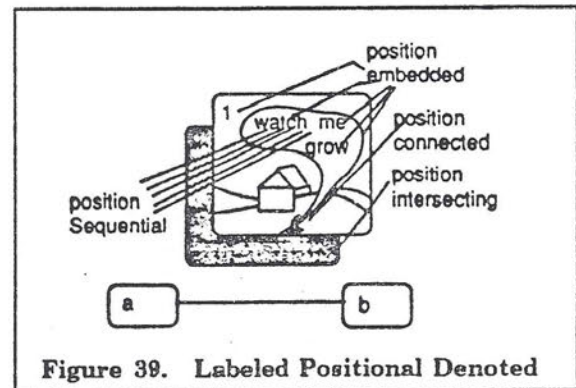 position
embedded
1
watch me
grow
position
connected
position
intersecting
position
Sequential
a
b
Figure 39. Labeled Positional Denoted